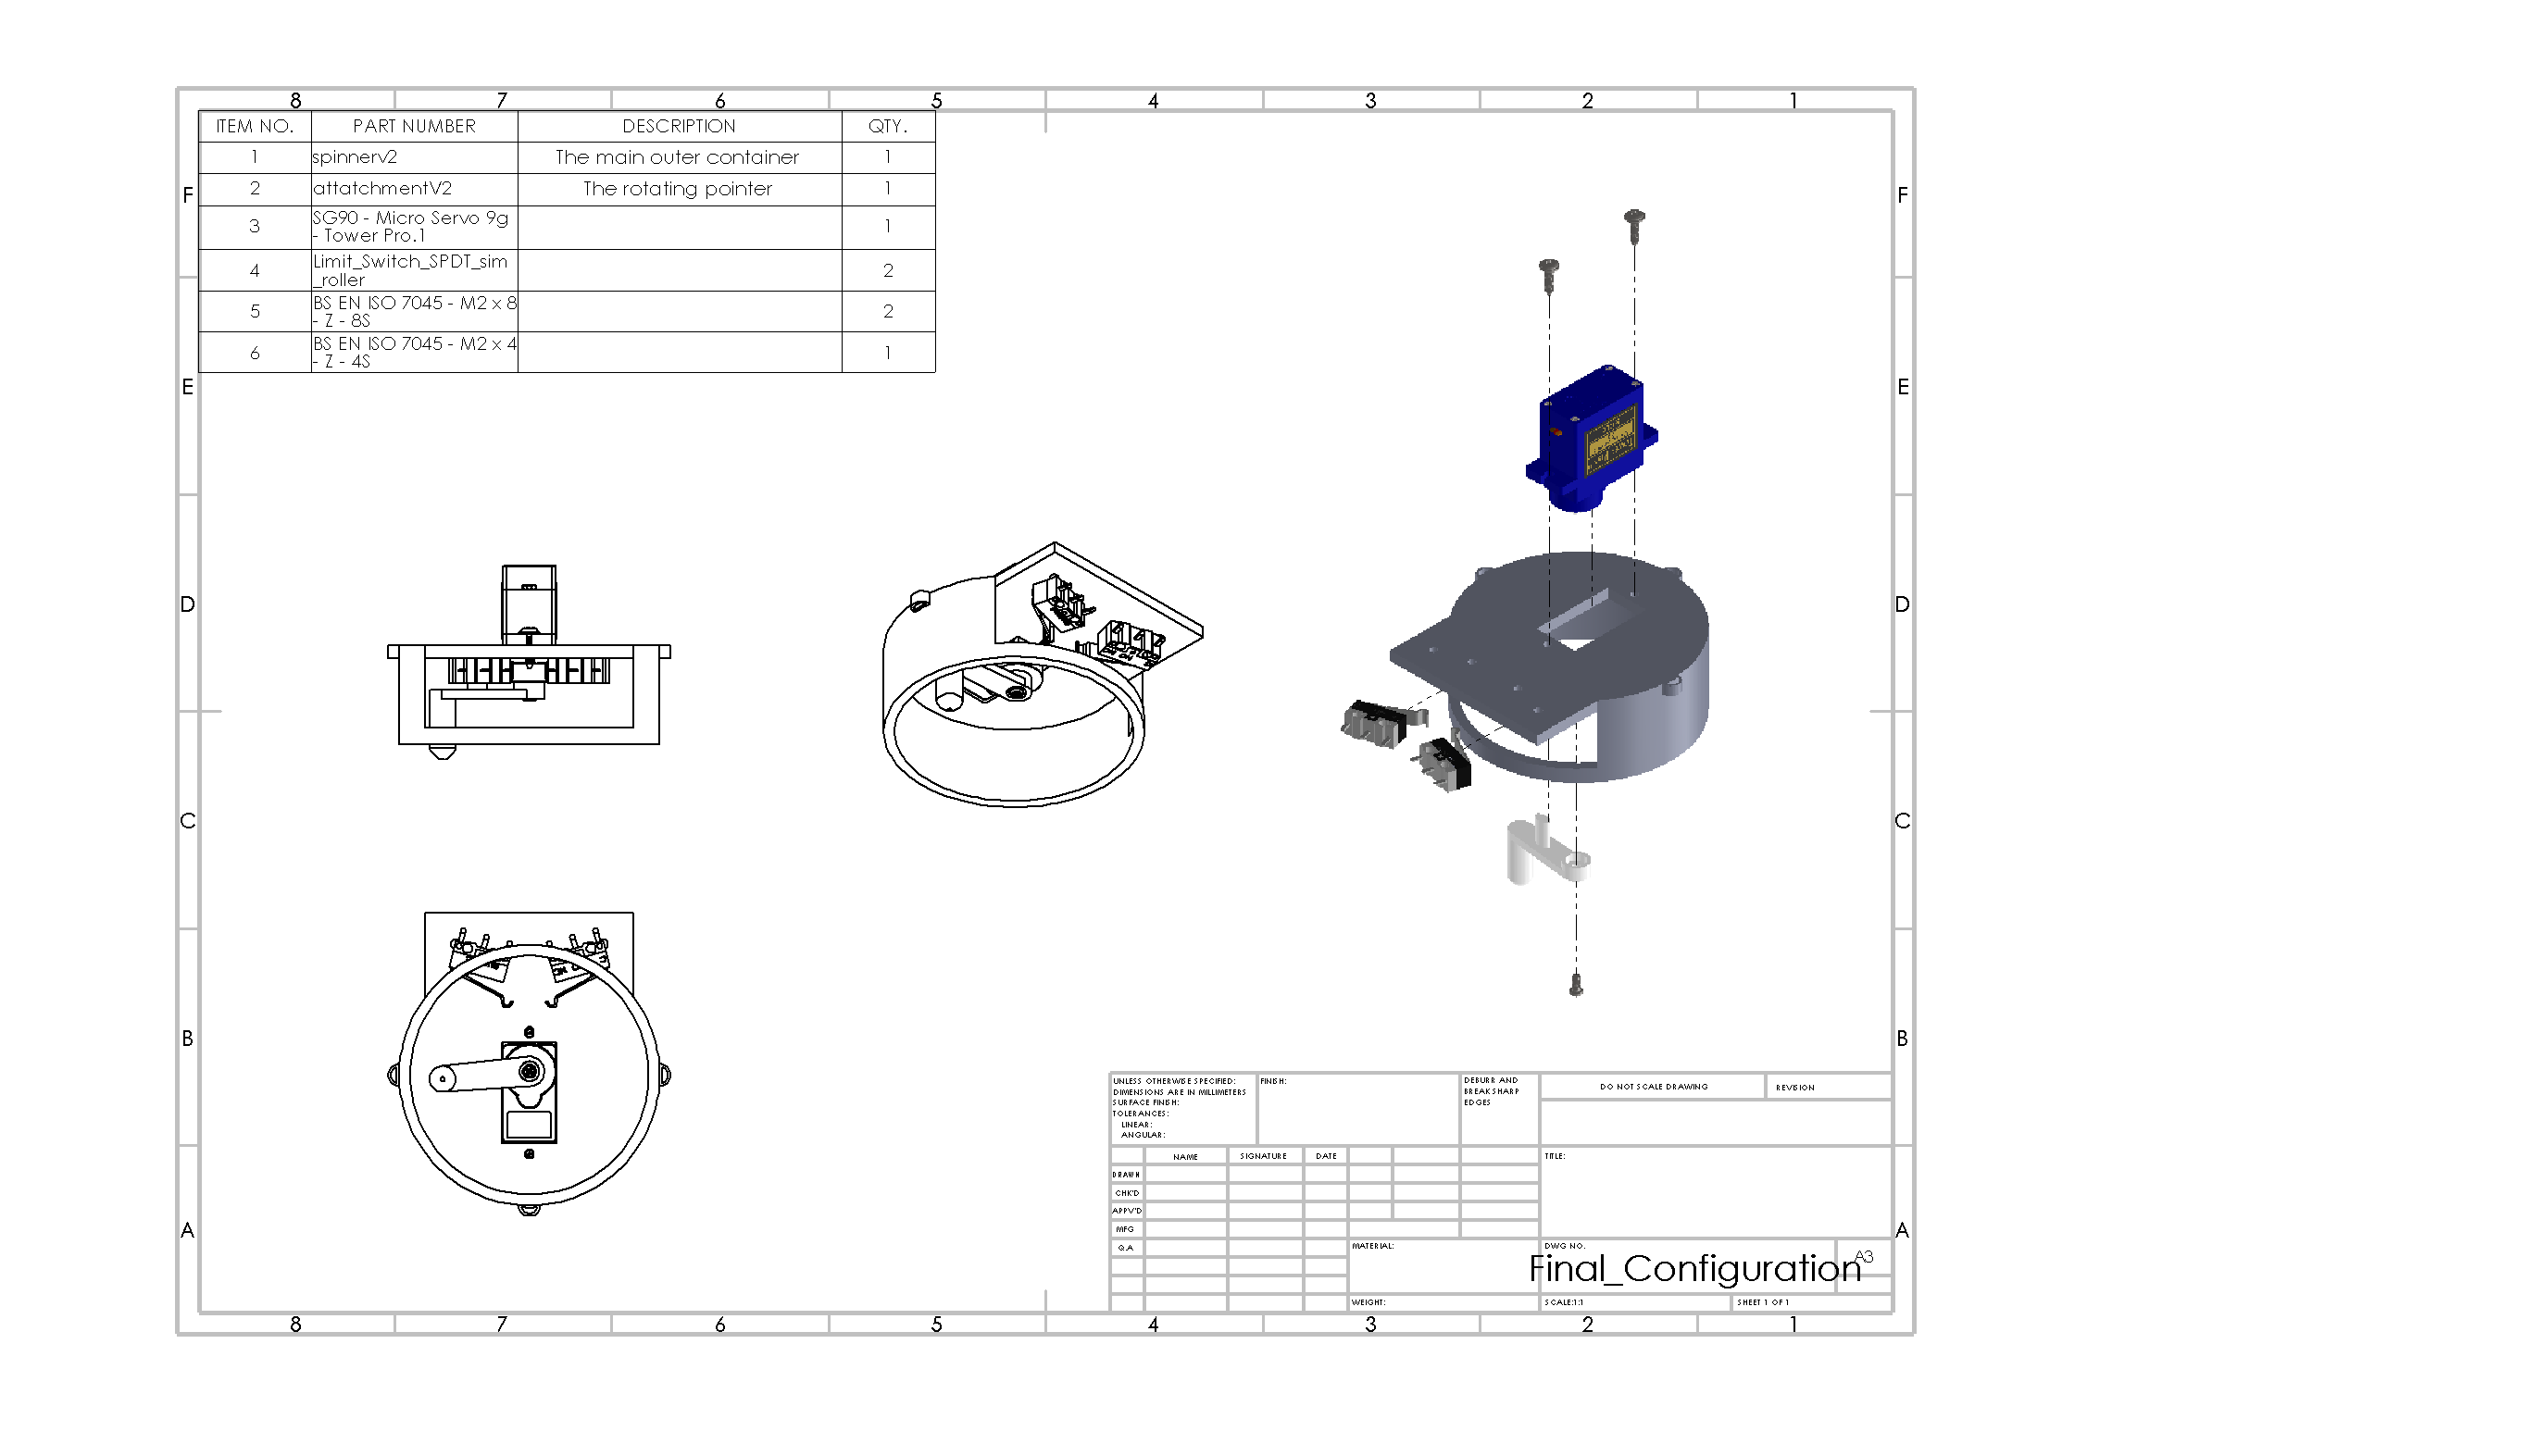 8 7 6 5 4 3 2 1
ITEM NO. PART NUMBER DESCRIPTION QTY.
1 spinnerv2 The main outer container 1
2 attatchmentV2 The rotating pointer 1
3 SG90 - Micro Servo 9g
- Tower Pro.1 1
4 Limit_Switch_SPDT_sim
_roller 2
5 BS EN ISO 7045 - M2 x 8
- Z - 8S 2
6 BS EN ISO 7045 - M2 x 4
- Z - 4S 1
F F
E E
D D
C C
B B
A A
UNLESS OTHERWISE SPECIFIED:
DIMENSIONS ARE IN MILLIMETERS
SURFACE FINISH:
TOLERANCES:
LINEAR:
ANGULAR:
FINISH:
DEBURR AND
BREAK SHARP
EDGES
DO NOT SCALE DRAWING
REVISION
NAME SIGNATURE DATE
DRAWN
CHK'D
APPV'D
MFG
Q.A
TITLE:
MATERIAL:
DWG NO.
Final_Configuration
A3
WEIGHT:
SCALE:1:1
SHEET 1 OF 1
8 7 6 5 4 3 2 1